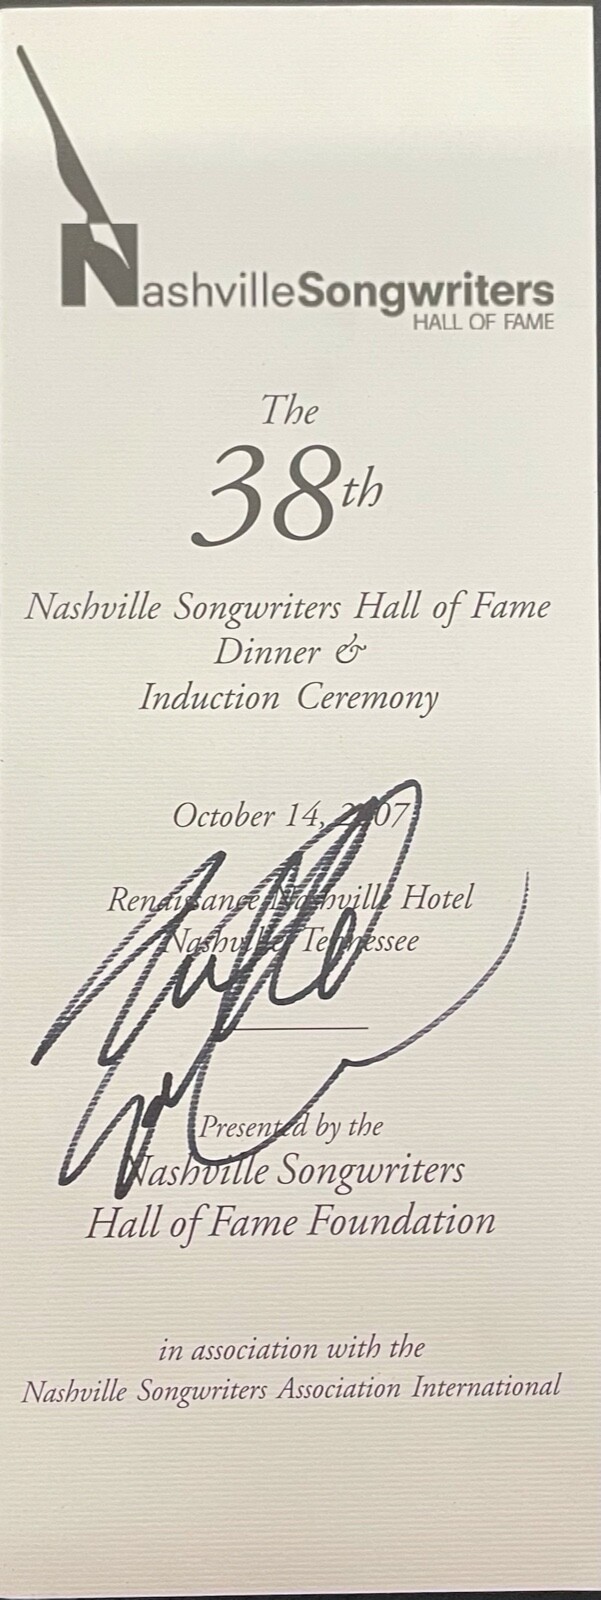 NashvilleSongwriters
HALL OF FAME
The
38th
Nashville Songwriters Hall of Fame
Dinner &
Induction Ceremony
October 14, 2007
Renaissance Nashville Hotel
Nashville, Tennessee
Presented by the
Nashville Songwriters
Hall of Fame Foundation
in association with the
Nashville Songwriters Association International